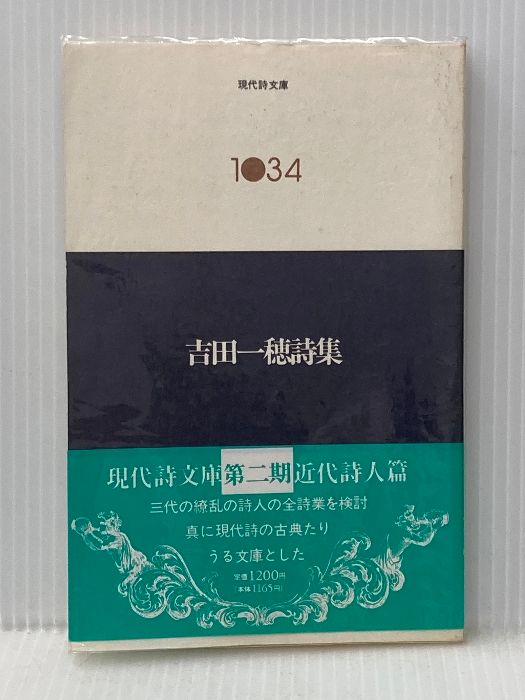 現代詩文庫
1●34
吉田一穂詩集
現代詩文庫第二期近代詩人篇
三代の繚乱の詩人の全詩業を検討
真に現代詩の古典たり
うる文庫とした
定価1200円
(本体1165円)